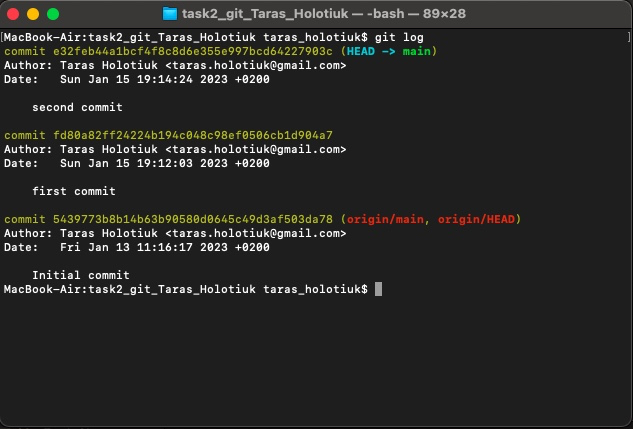 task2_git_Taras_Holotiuk — -bash — 89×28
[MacBook-Air:task2_git_Taras_Holotiuk taras_holotiuk$ git log ]
commit e32feb44a1bcf4f8c8d6e355e997bcd64227903c (HEAD -> main)
Author: Taras Holotiuk <taras.holotiuk@gmail.com>
Date:   Sun Jan 15 19:14:24 2023 +0200
    second commit
commit fd80a82ff24224b194c048c98ef0506cb1d904a7
Author: Taras Holotiuk <taras.holotiuk@gmail.com>
Date:   Sun Jan 15 19:12:03 2023 +0200
    first commit
commit 5439773b8b14b63b90580d0645c49d3af503da78 (origin/main, origin/HEAD)
Author: Taras Holotiuk <taras.holotiuk@gmail.com>
Date:   Fri Jan 13 11:16:17 2023 +0200
    Initial commit
MacBook-Air:task2_git_Taras_Holotiuk taras_holotiuk$